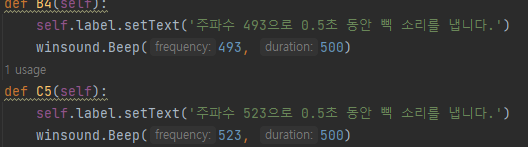 def B4(self):
self.label.setText('주파수 493으로 0.5초 동안 삑 소리를 냅니다.')
winsound.Beep( frequency: 493, duration: 500)
1 usage
def C5(self):
self.label.setText('주파수 523으로 0.5초 동안 삑 소리를 냅니다.')
winsound.Beep( frequency: 523, duration: 500)